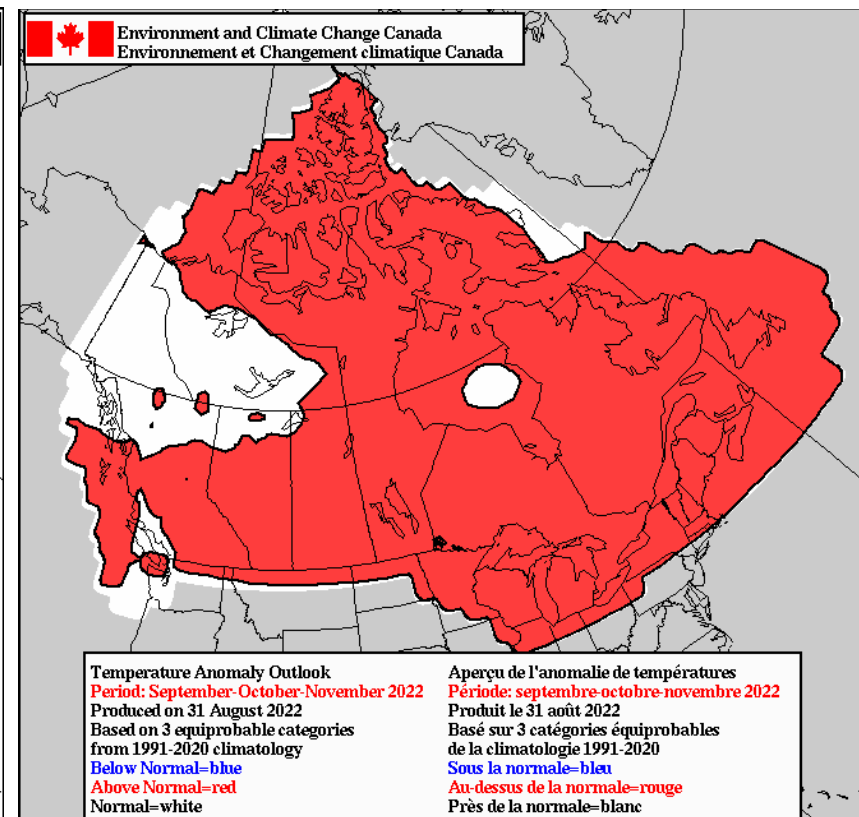 Environment and Climate Change Canada
Environnement et Changement climatique Canada
Temperature Anomaly Outlook
Period: September-October-November 2022
Produced on 31 August 2022
Based on 3 equiprobable categories
from 1991-2020 climatology
Below Normal=blue
Above Normal=red
Normal=white
Aperçu de l'anomalie de températures
Période: septembre-octobre-novembre 2022
Produit le 31 août 2022
Basé sur 3 catégories équiprobables
de la climatologie 1991-2020
Sous la normale=bleu
Au-dessus de la normale=rouge
Près de la normale=blanc